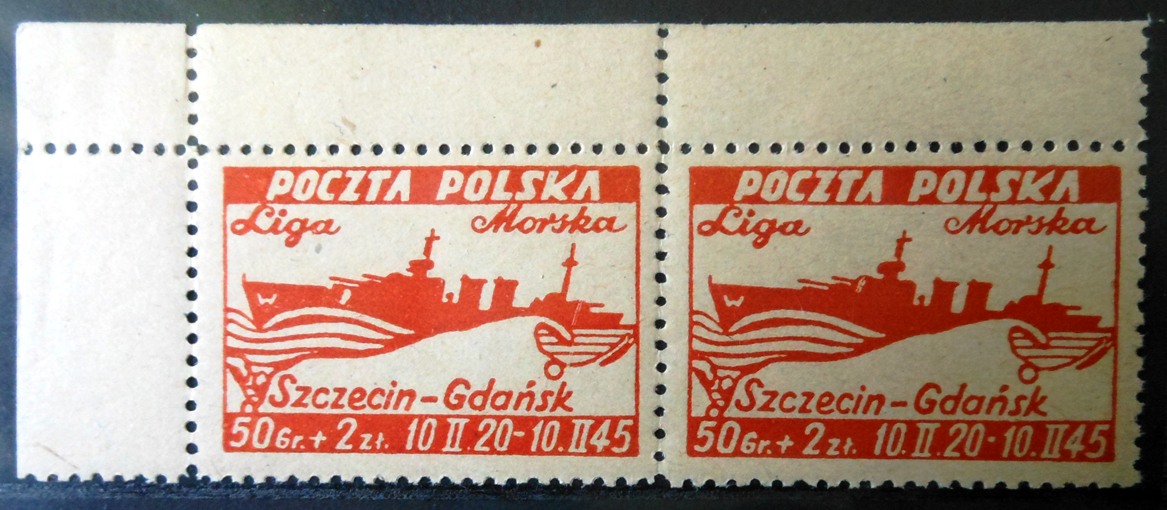 POCZTA POLSKA
Liga Morska
W
Szczecin-Gdańsk
50Gr.+2zł. 10 II.20-10.II45
POCZTA POLSKA
Liga Morska
W
Szczecin-Gdańsk
50Gr.+2zł. 10.II.20-10.II45